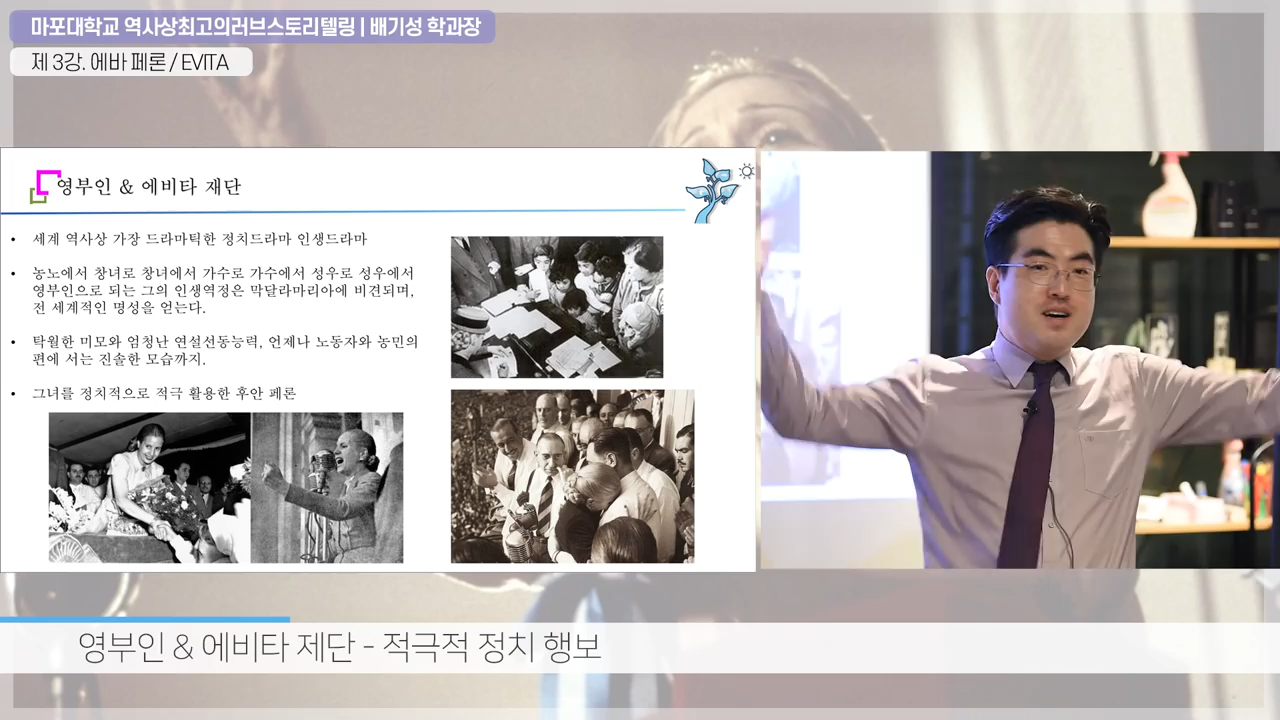 마포대학교 역사상최고의러브스토리텔링 | 배기성 학과장
제 3강. 에바 페론 / EVITA
영부인 & 에비타 재단
• 세계 역사상 가장 드라마틱한 정치드라마 인생드라마
• 농노에서 창녀로 창녀에서 가수로 가수에서 성우로 성우에서
영부인으로 되는 그의 인생역정은 막달라마리아에 비견되며,
전 세계적인 명성을 얻는다.
• 탁월한 미모와 엄청난 연설선동능력, 언제나 노동자와 농민의
편에 서는 진솔한 모습까지.
• 그녀를 정치적으로 적극 활용한 후안 페론
영부인 & 에비타 제단 - 적극적 정치 행보